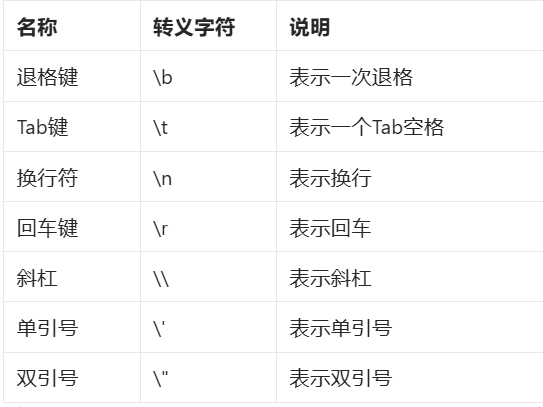 名称 转义字符 说明
退格键 \b 表示一次退格
Tab键 \t 表示一个Tab空格
换行符 \n 表示换行
回车键 \r 表示回车
斜杠 \\ 表示斜杠
单引号 \' 表示单引号
双引号 \" 表示双引号